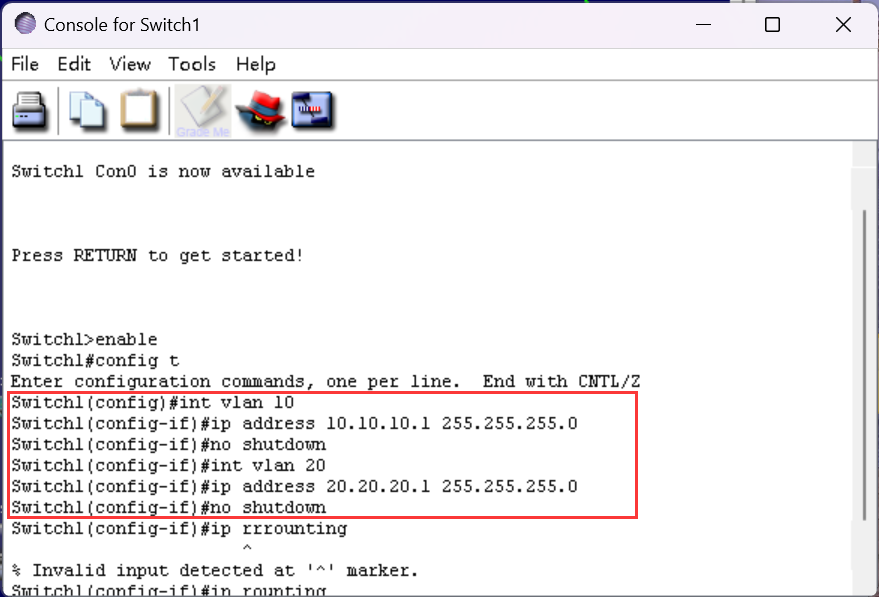 Console for Switch1
File Edit View Tools Help
Grade Me
Switch1 Con0 is now available
Press RETURN to get started!
Switch1>enable
Switch1#config t
Enter configuration commands, one per line.  End with CNTL/Z
Switch1(config)#int vlan 10
Switch1(config-if)#ip address 10.10.10.1 255.255.255.0
Switch1(config-if)#no shutdown
Switch1(config-if)#int vlan 20
Switch1(config-if)#ip address 20.20.20.1 255.255.255.0
Switch1(config-if)#no shutdown
Switch1(config-if)#ip rrrounting
^
% Invalid input detected at '^' marker.
Switch1(config-if)#ip rounting